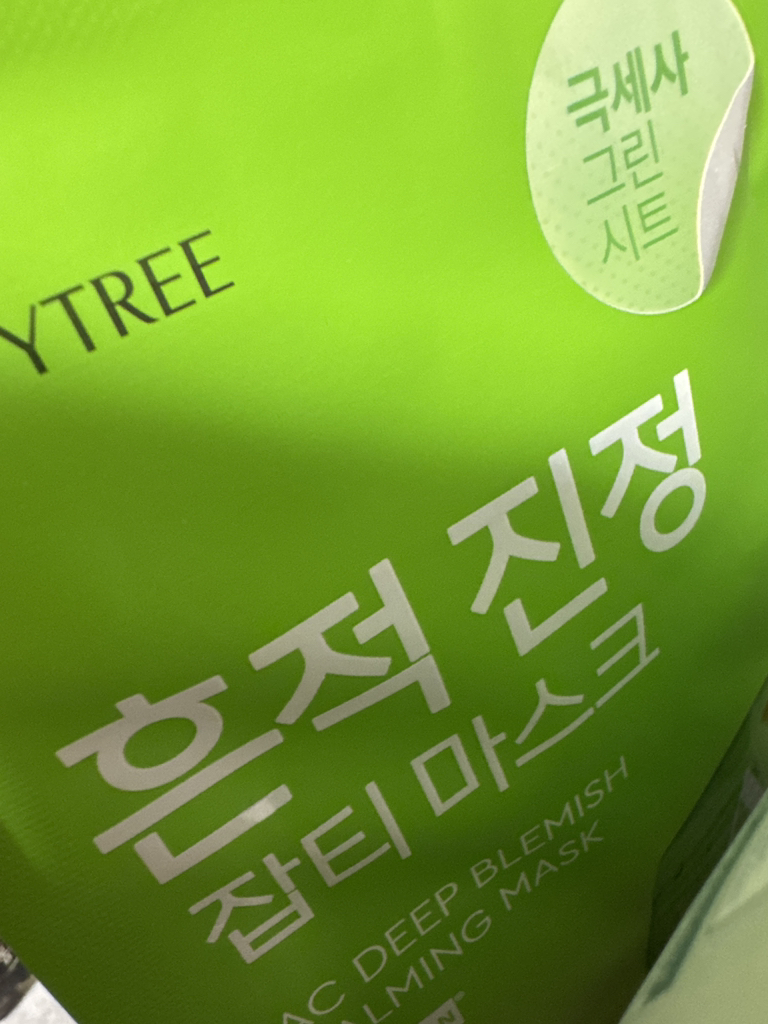 극세사
그린
시트
YTREE
흔적 진정
잡티 마스크
AC DEEP BLEMISH
ALMING MASK